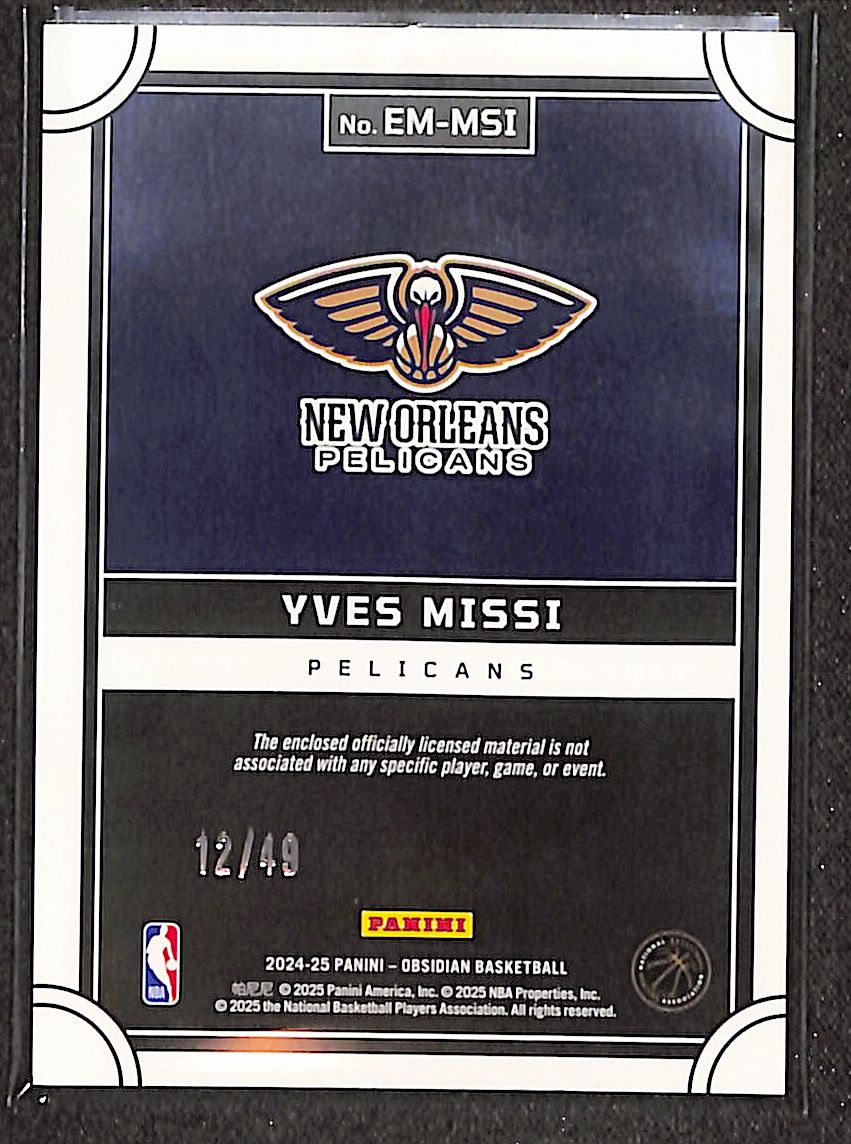 No. EM-MSI
NEW ORLEANS
PELICANS
YVES MISSI
PELICANS
The enclosed officially licensed material is not
associated with any specific player, game, or event.
12/49
PANINI
2024-25 PANINI – OBSIDIAN BASKETBALL
帕尼尼 © 2025 Panini America, Inc. © 2025 NBA Properties, Inc.
© 2025 the National Basketball Players Association. All rights reserved.
NBA
NATIONAL
ASSOCIATION